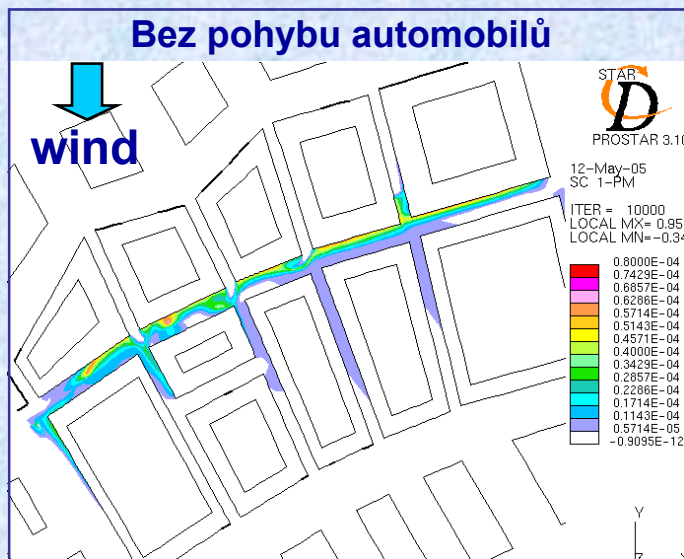 Bez pohybu automobilů
wind
STAR
CD
PROSTAR 3.10
12-May-05
SC 1-PM
ITER = 10000
LOCAL MX= 0.95
LOCAL MN=-0.34
0.8000E-04
0.7429E-04
0.6857E-04
0.6286E-04
0.5714E-04
0.5143E-04
0.4571E-04
0.4000E-04
0.3429E-04
0.2857E-04
0.2286E-04
0.1714E-04
0.1143E-04
0.5714E-05
-0.9095E-12
Y